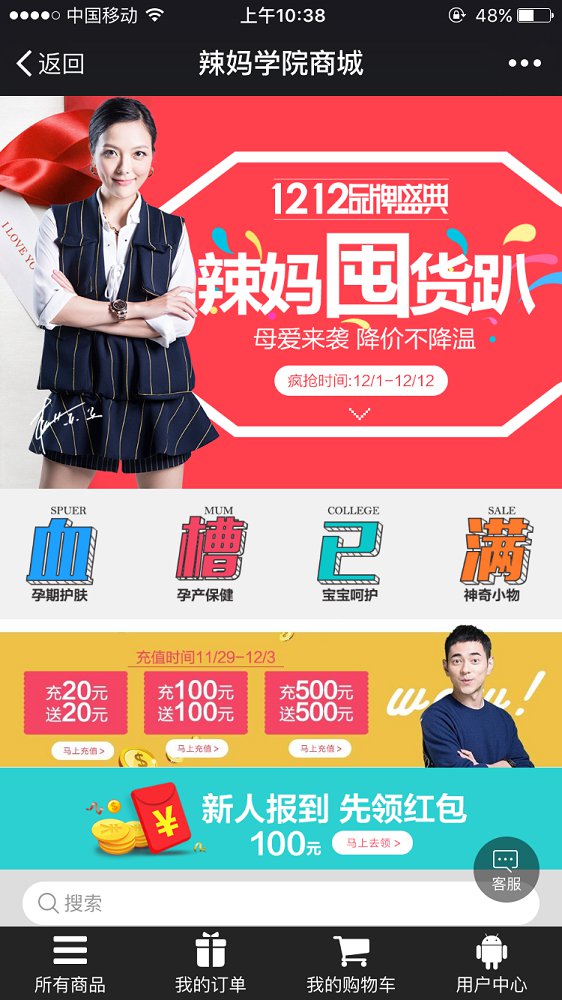 中国移动
上午10:38
48%
返回
辣妈学院商城
I LOVE YO
1212品牌盛典
辣妈囤货趴
母爱来袭 降价不降温
疯抢时间:12/1-12/12
SPUER
MUM
COLLEGE
SALE
血
槽
已
满
孕期护肤
孕产保健
宝宝呵护
神奇小物
充值时间11/29-12/3
充20元
送20元
充100元
送100元
充500元
送500元
马上充值 >
马上充值 >
马上充值 >
wow!
新人报到 先领红包
100元
马上去领 >
客服
搜索
所有商品
我的订单
我的购物车
用户中心